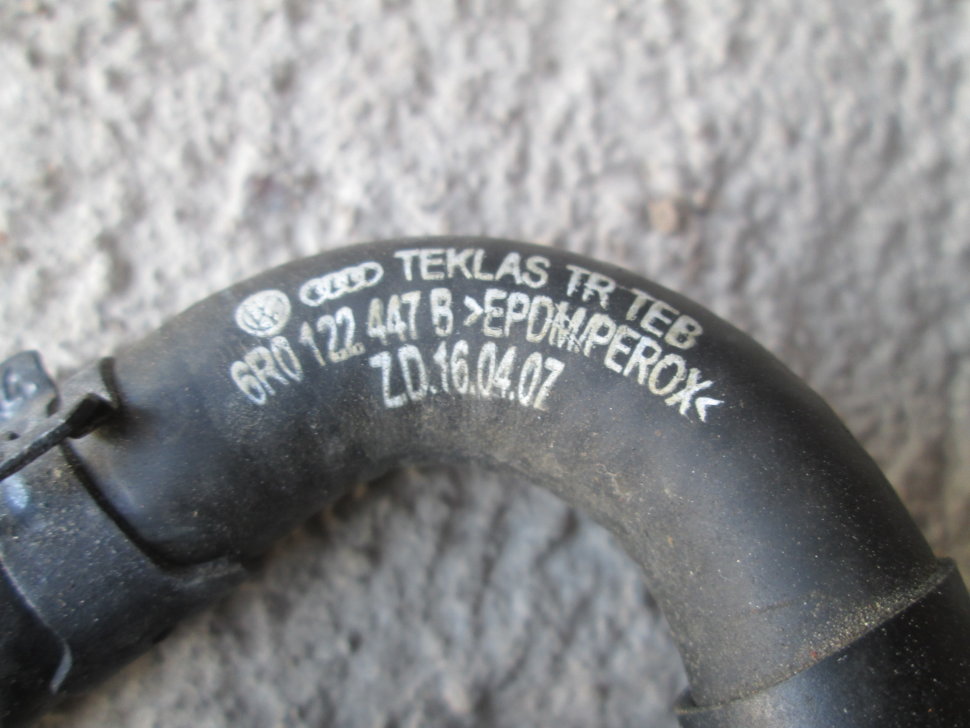 TEKLAS TR TEB
6R0 122 447 B >EPDM/PEROX<
ZD.16.04.07